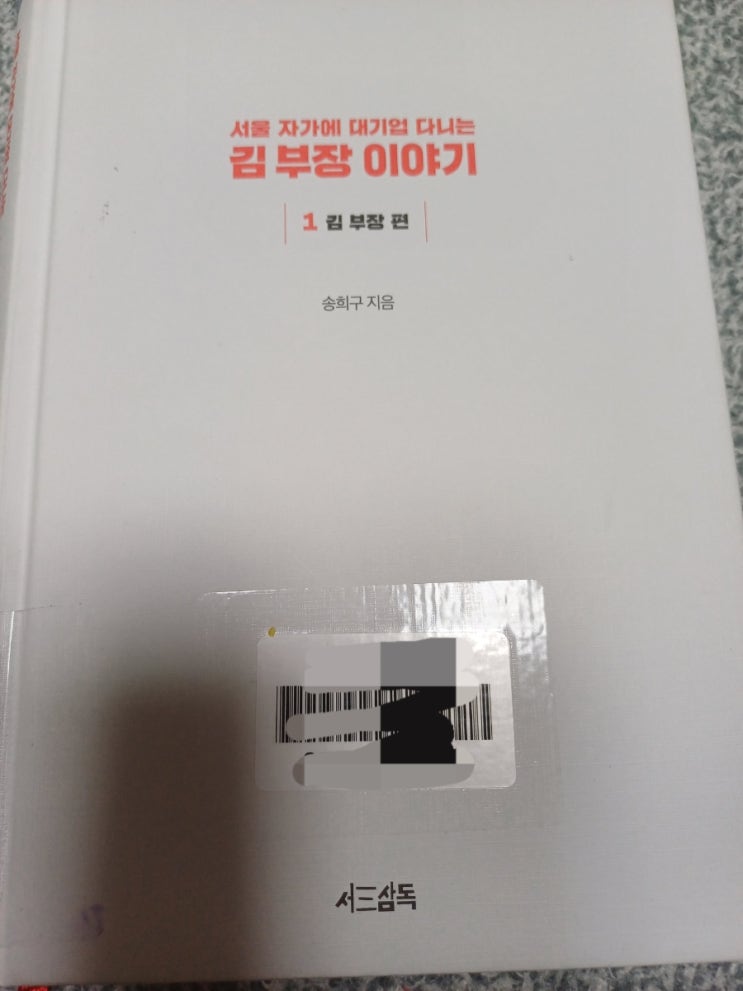 서울 자가에 대기업 다니는
김 부장 이야기
1 김 부장 편
송희구 지음
서三삼독